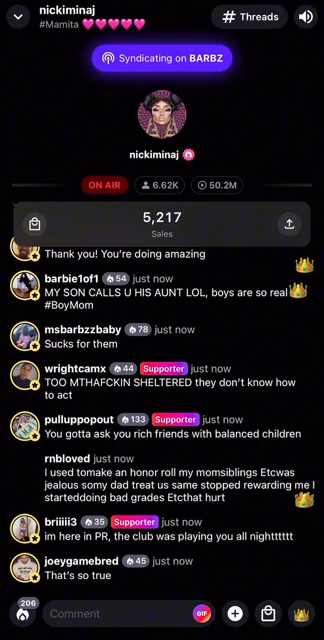 nickiminaj
#Mamita 💗💗💗💗💗
# Threads
Syndicating on BARBZ
nickiminaj
ON AIR 6.62K 50.2M
5,217
Sales
Thank you! You're doing amazing
barbie1of1 54 just now
MY SON CALLS U HIS AUNT LOL, boys are so real
#BoyMom
msbarbzzbaby 78 just now
Sucks for them
wrightcamx 44 Supporter just now
TOO MTHAFCKIN SHELTERED they don't know how
to act
pulluppopout 133 Supporter just now
You gotta ask you rich friends with balanced children
rnbloved just now
I used tomake an honor roll my momsiblings Etcwas
jealous somy dad treat us same stopped rewarding me I
starteddoing bad grades Etcthat hurt
briiiii3 35 Supporter just now
im here in PR, the club was playing you all nightttttt
joeygamebred 45 just now
That's so true
206
Comment GIF